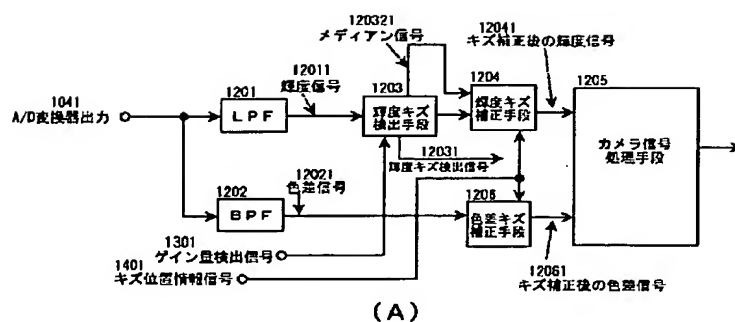 120321
メディアン信号
12041
キズ補正後の輝度信号
1041
A/D変換器出力
1201
LPF
12011
輝度信号
1203
輝度キズ
検出手段
1204
輝度キズ
補正手段
1205
カメラ信号
処理手段
12031
輝度キズ検出信号
1202
BPF
12021
色差信号
1206
色差キズ
補正手段
1301
ゲイン量検出信号
1401
キズ位置情報信号
12061
キズ補正後の色差信号
(A)